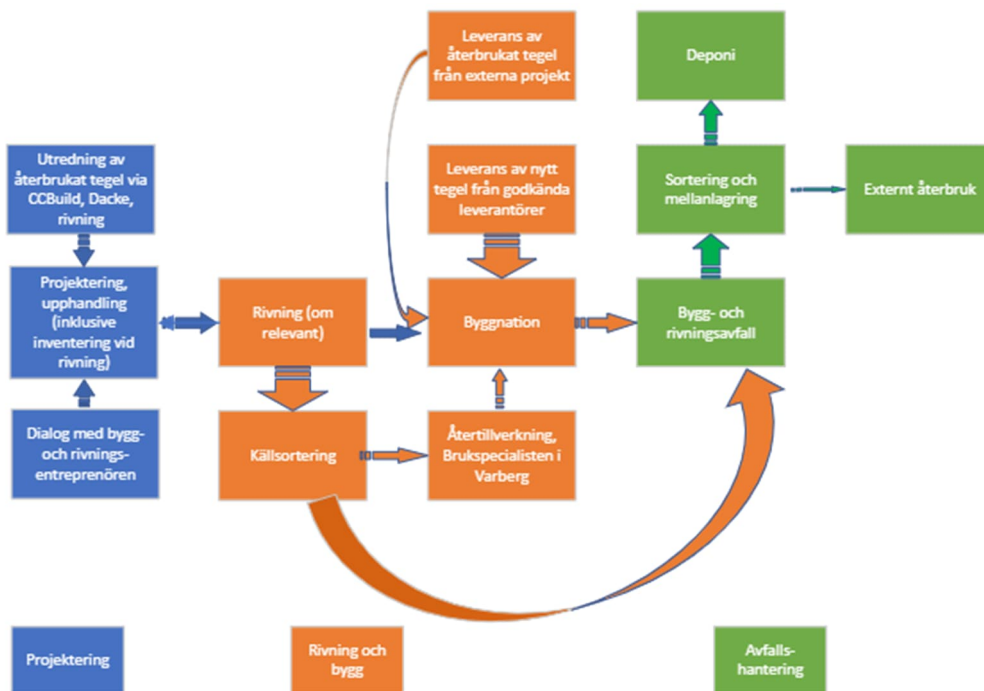 Leverans av
återbrukat tegel
från externa projekt
Deponi
Utredning av
återbrukat tegel via
CCBuild, Dacke,
rivning
Leverans av nytt
tegel från godkända
leverantörer
Sortering och
mellanlagring
Externt återbruk
Projektering,
upphandling
(inklusive
inventering vid
rivning)
Rivning (om
relevant)
Byggnation
Bygg- och
rivningsavfall
Dialog med bygg-
och rivnings-
entreprenören
Källsortering
Återtillverkning,
Brukspecialisten i
Varberg
Projektering
Rivning och
bygg
Avfalls-
hantering